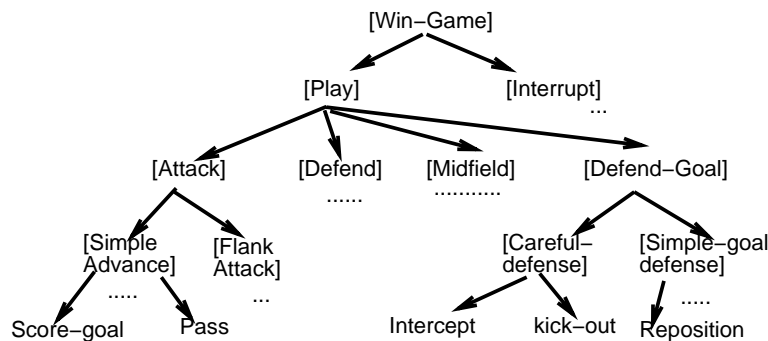 [Win−Game]
[Play]
[Interrupt]
...
[Attack]
[Defend]
[Midfield]
[Defend−Goal]
......
...........
[Simple
Advance]
[Flank
Attack]
[Careful−
defense]
[Simple−goal
defense]
.....
...
.....
Score−goal
Pass
Intercept
kick−out
Reposition